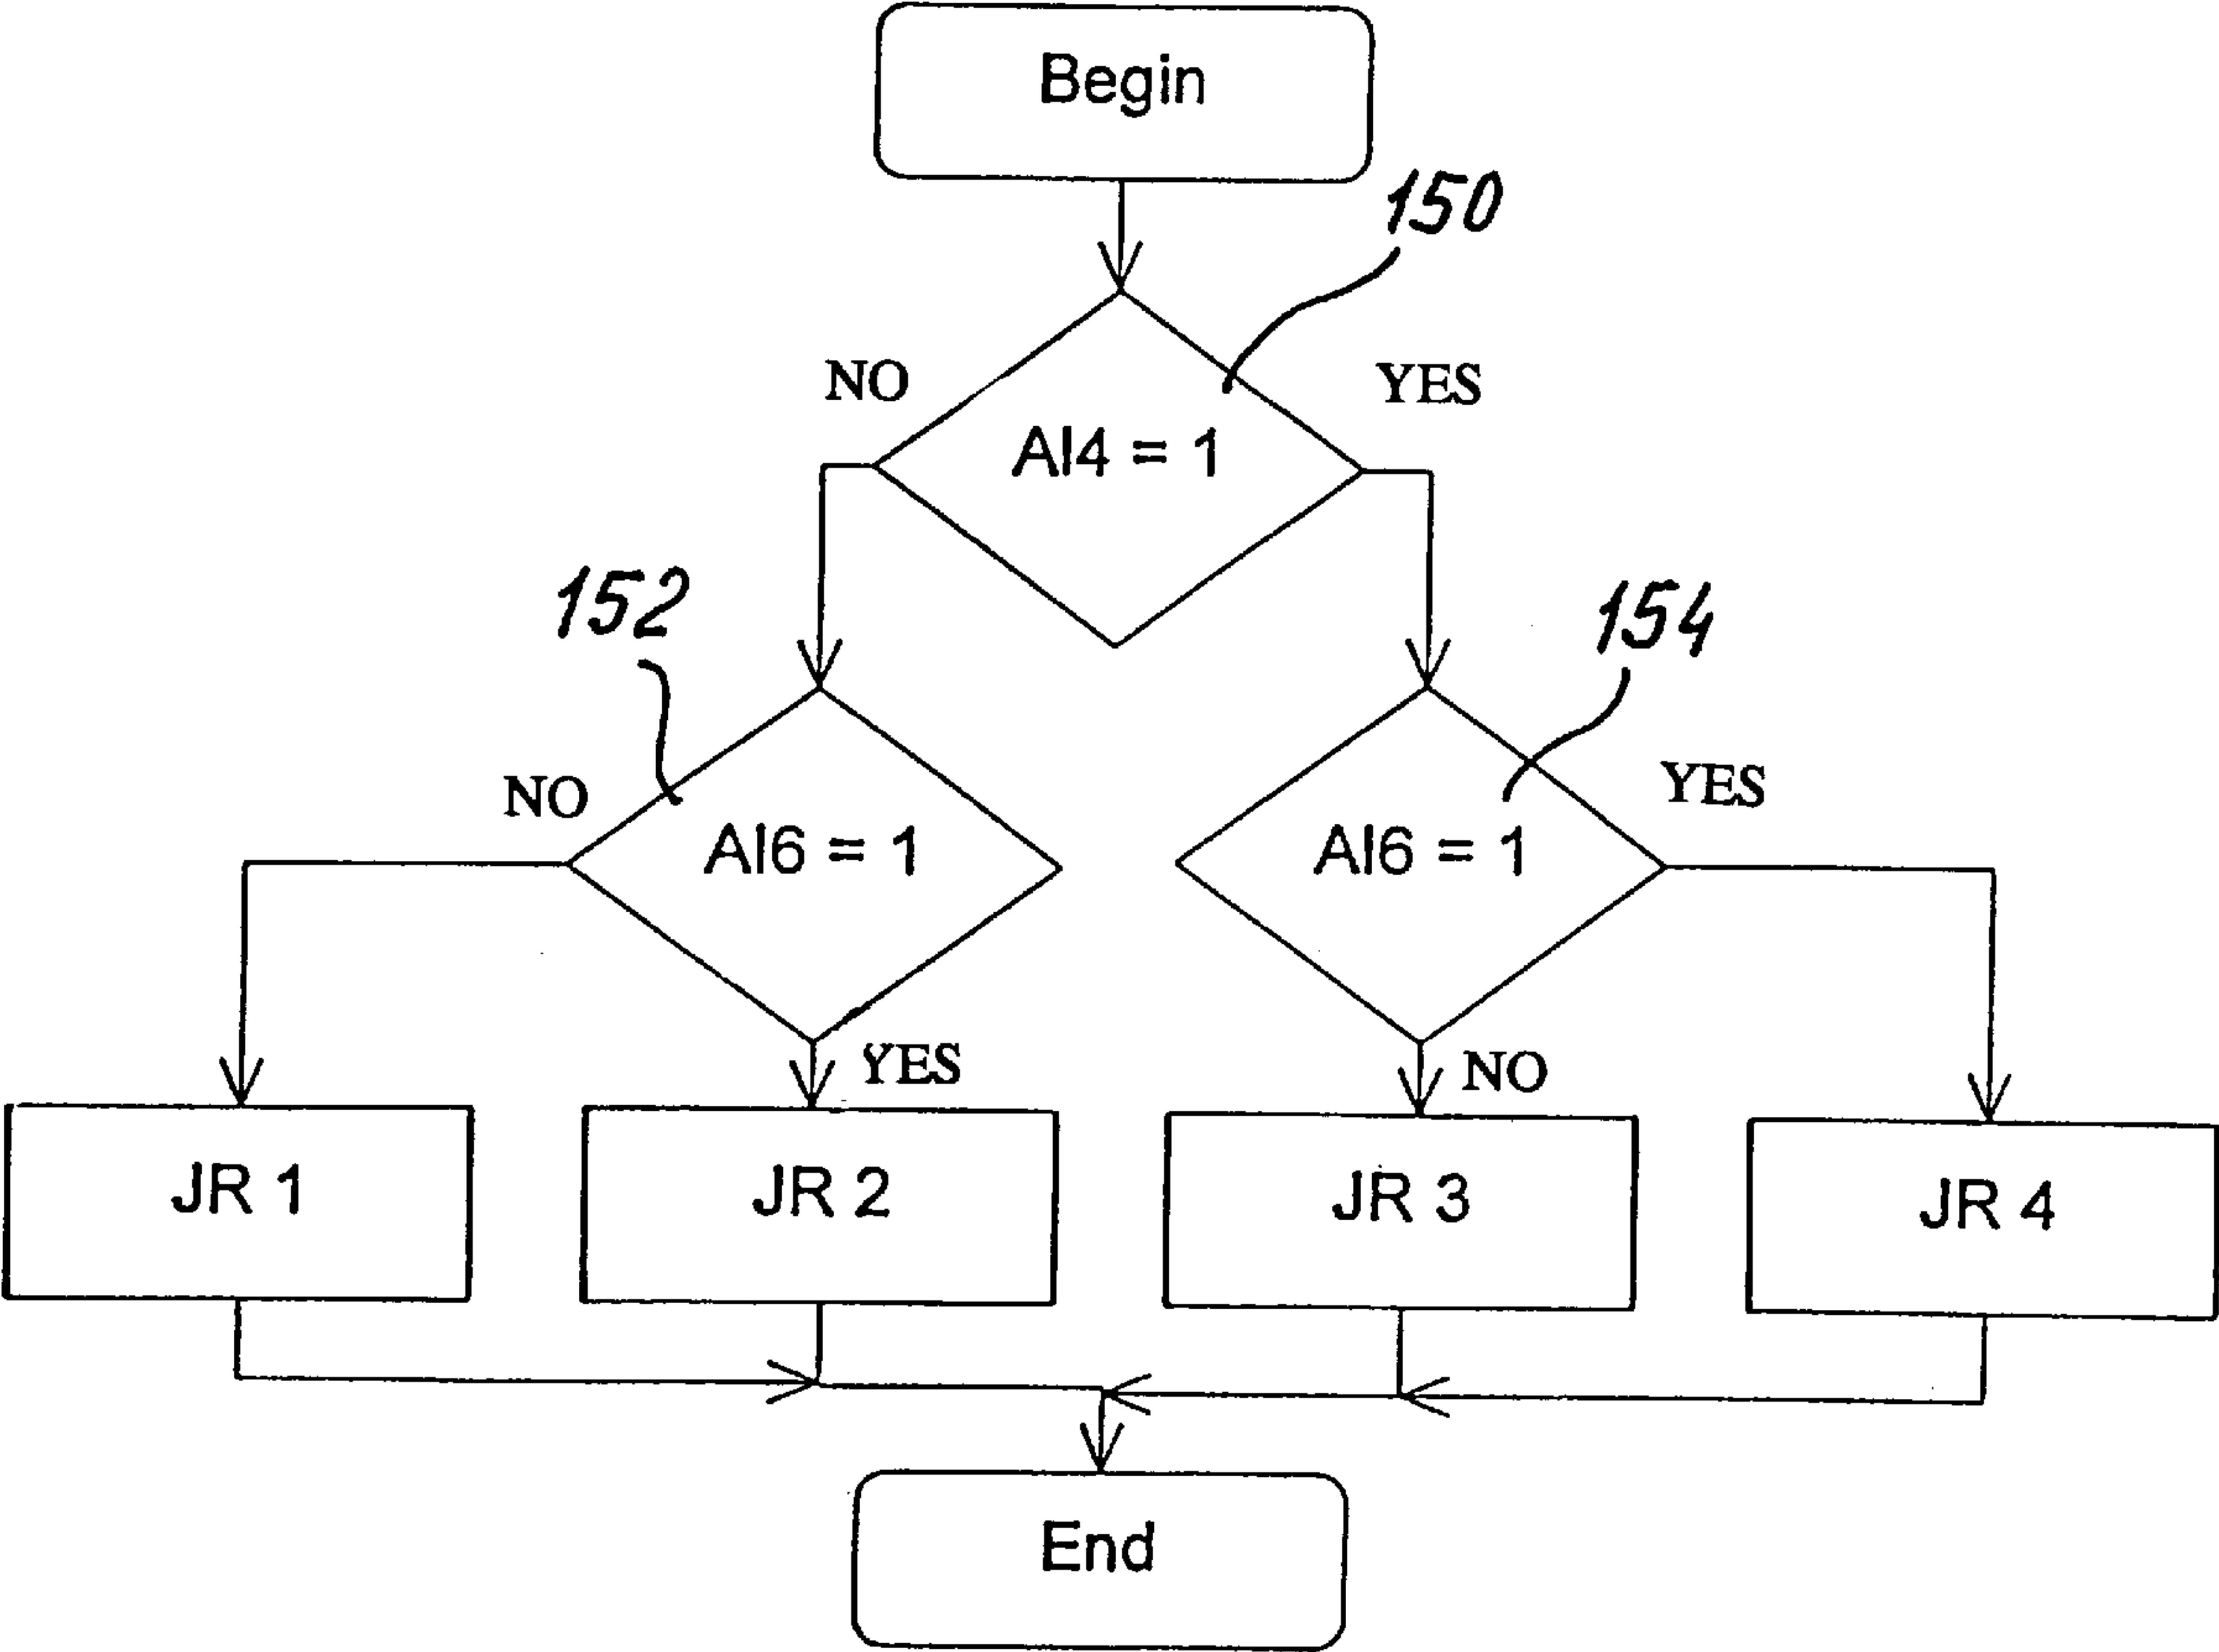 Begin
150
NO
YES
AI4 = 1
152
154
NO
YES
AI6 = 1
AI6 = 1
YES
NO
JR 1
JR 2
JR 3
JR 4
End